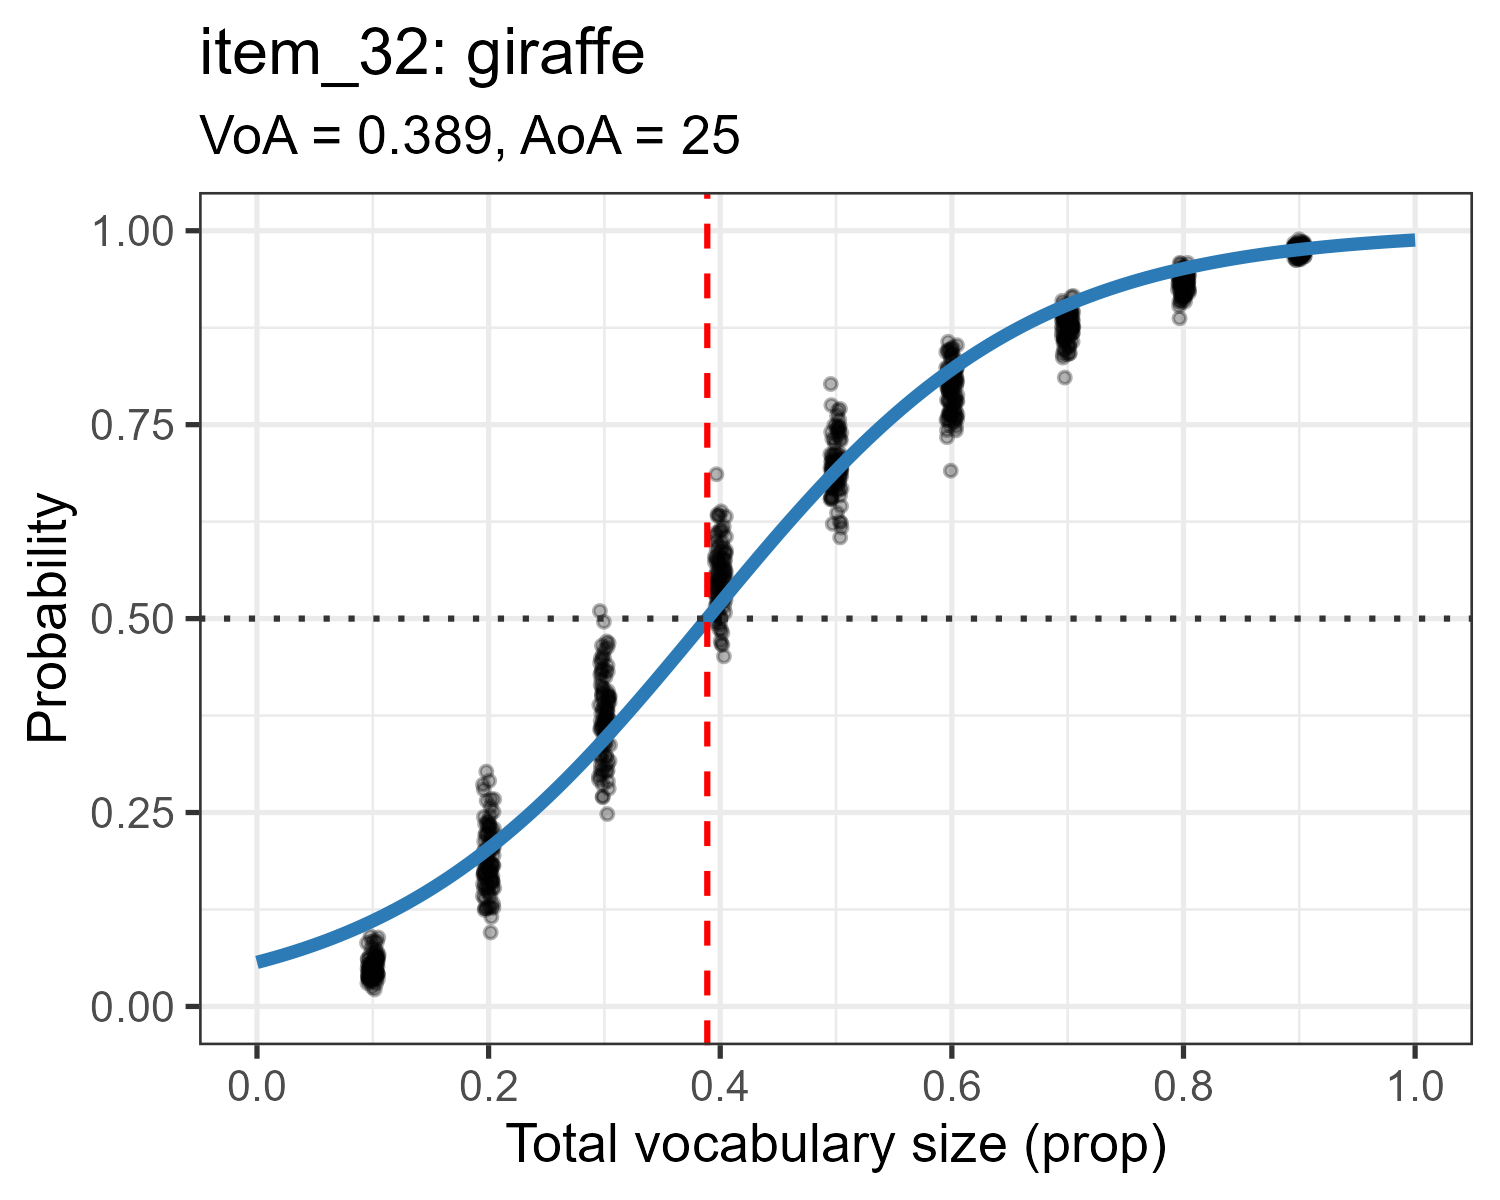 item_32: giraffe
VoA = 0.389, AoA = 25
1.00
0.75
0.50
0.25
0.00
Probability
0.0 0.2 0.4 0.6 0.8 1.0
Total vocabulary size (prop)